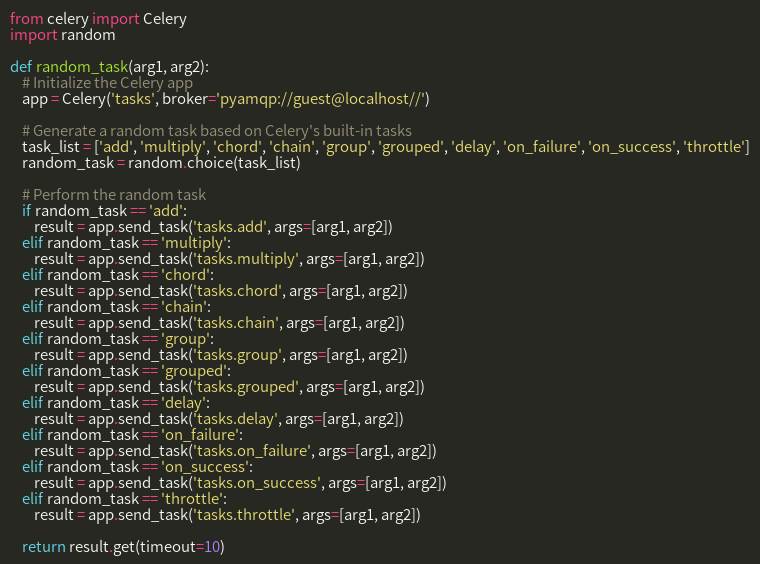 from celery import Celery
import random

def random_task(arg1, arg2):
    # Initialize the Celery app
    app = Celery('tasks', broker='pyamqp://guest@localhost//')

    # Generate a random task based on Celery's built-in tasks
    task_list = ['add', 'multiply', 'chord', 'chain', 'group', 'grouped', 'delay', 'on_failure', 'on_success', 'throttle']
    random_task = random.choice(task_list)

    # Perform the random task
    if random_task == 'add':
        result = app.send_task('tasks.add', args=[arg1, arg2])
    elif random_task == 'multiply':
        result = app.send_task('tasks.multiply', args=[arg1, arg2])
    elif random_task == 'chord':
        result = app.send_task('tasks.chord', args=[arg1, arg2])
    elif random_task == 'chain':
        result = app.send_task('tasks.chain', args=[arg1, arg2])
    elif random_task == 'group':
        result = app.send_task('tasks.group', args=[arg1, arg2])
    elif random_task == 'grouped':
        result = app.send_task('tasks.grouped', args=[arg1, arg2])
    elif random_task == 'delay':
        result = app.send_task('tasks.delay', args=[arg1, arg2])
    elif random_task == 'on_failure':
        result = app.send_task('tasks.on_failure', args=[arg1, arg2])
    elif random_task == 'on_success':
        result = app.send_task('tasks.on_success', args=[arg1, arg2])
    elif random_task == 'throttle':
        result = app.send_task('tasks.throttle', args=[arg1, arg2])

    return result.get(timeout=10)